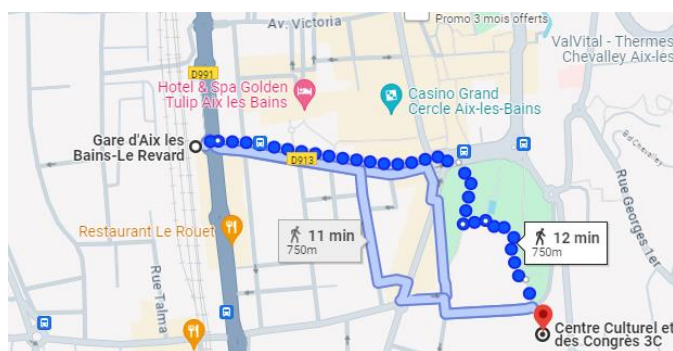 Promo 3 mois offerts
Av. Victoria
ValVital - Thermes
Chevalley Aix-les
D991
Hotel & Spa Golden
Tulip Aix les Bains
Casino Grand
Cercle Aix-les-Bains
Bd Chevalley
Gare d'Aix les
Bains-Le Revard
D913
Rue Georges 1er
Restaurant Le Rouet
11 min
750m
12 min
750m
Rue Talma
Centre Culturel et
des Congrès 3C